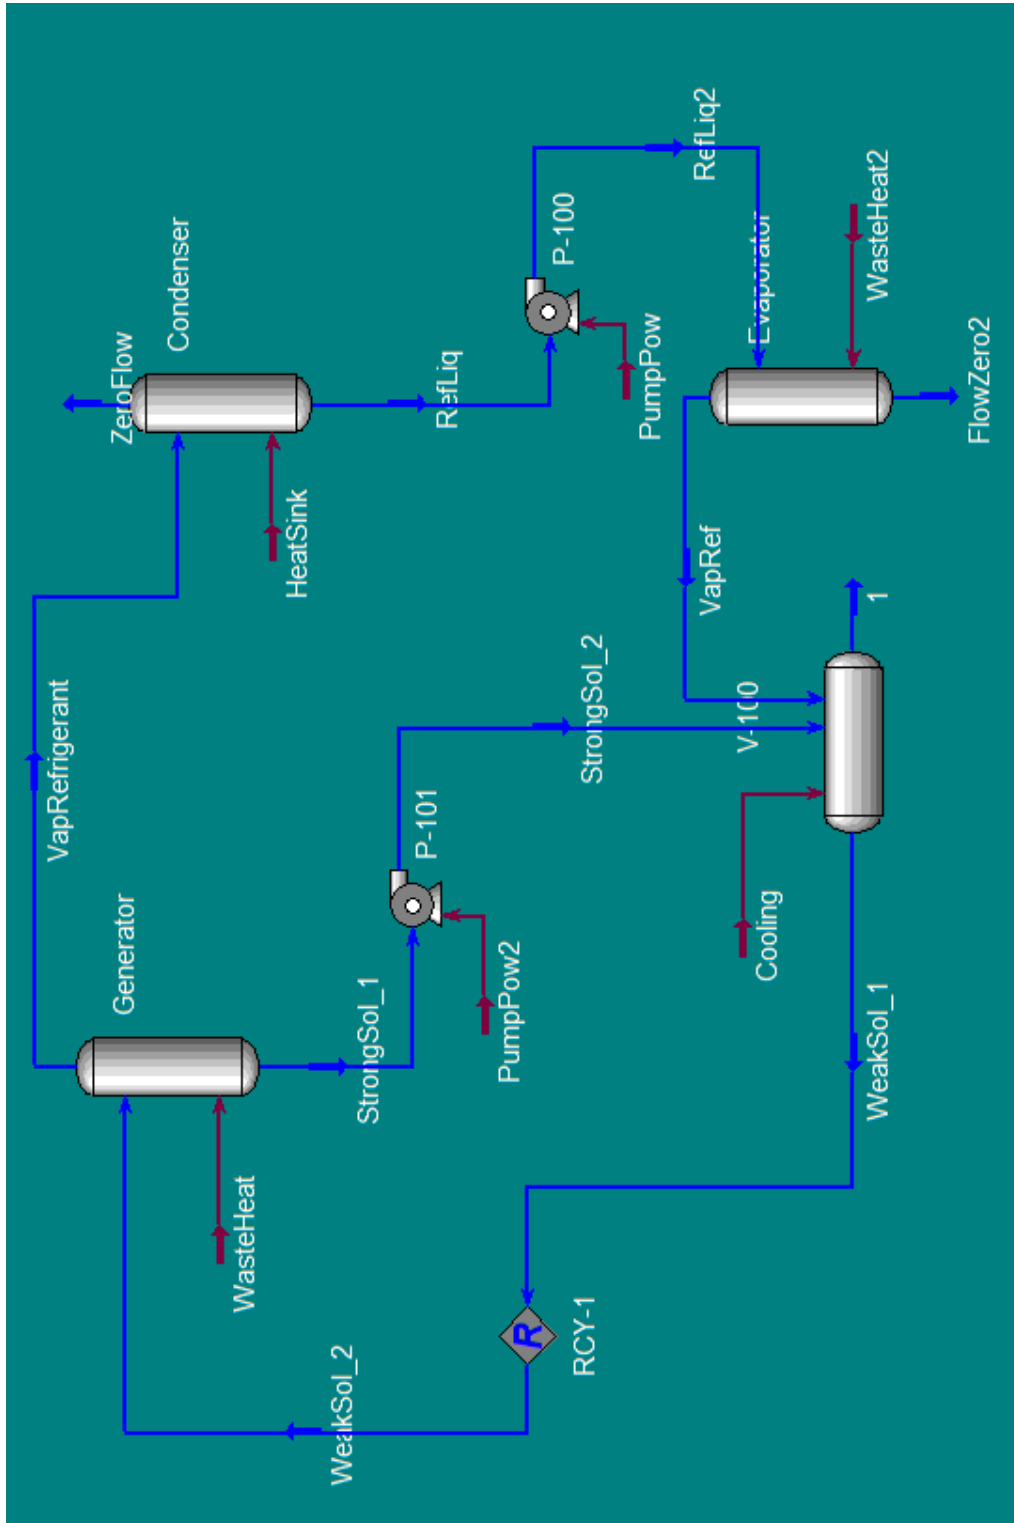 ZeroFlow
Condenser
VapRefrigerant
HeatSink
RefLiq
P-100
RefLiq2
PumpPow
Evaporator
WasteHeat2
FlowZero2
VapRef
Generator
WasteHeat
StrongSol_1
P-101
PumpPow2
StrongSol_2
V-100
1
Cooling
WeakSol_1
R
RCY-1
WeakSol_2